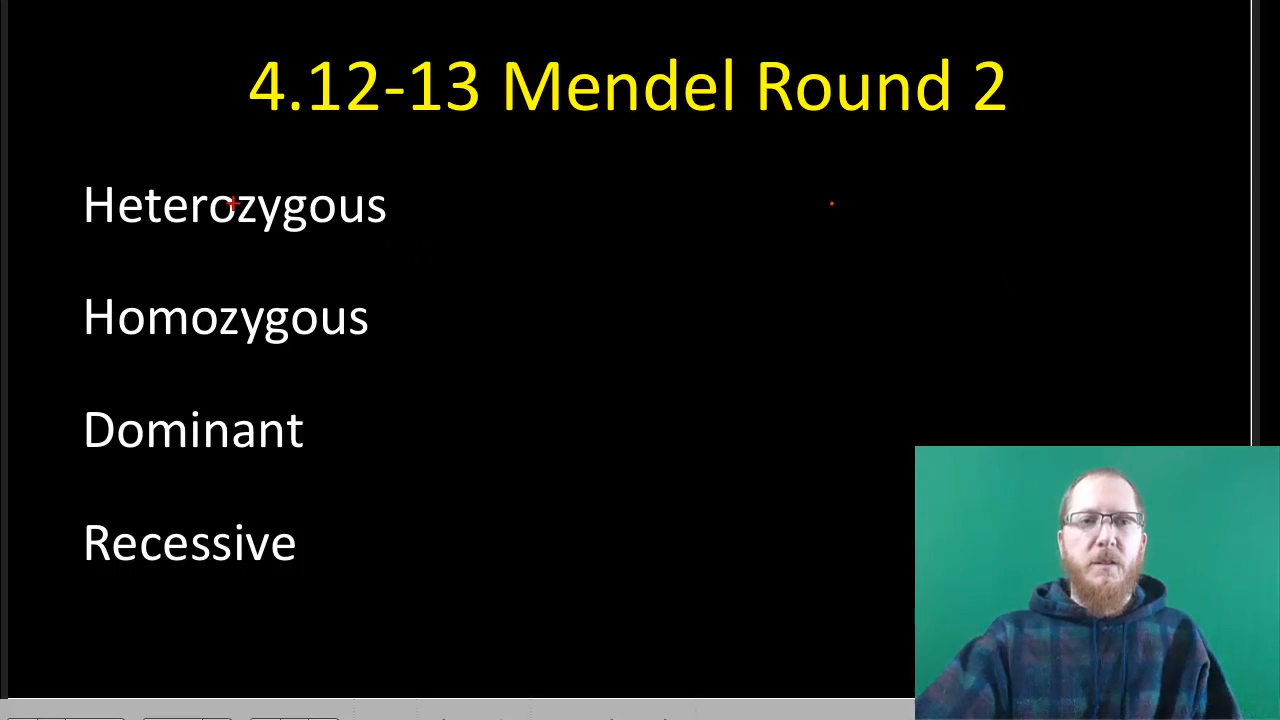 4.12-13 Mendel Round 2
Heterozygous
Homozygous
Dominant
Recessive